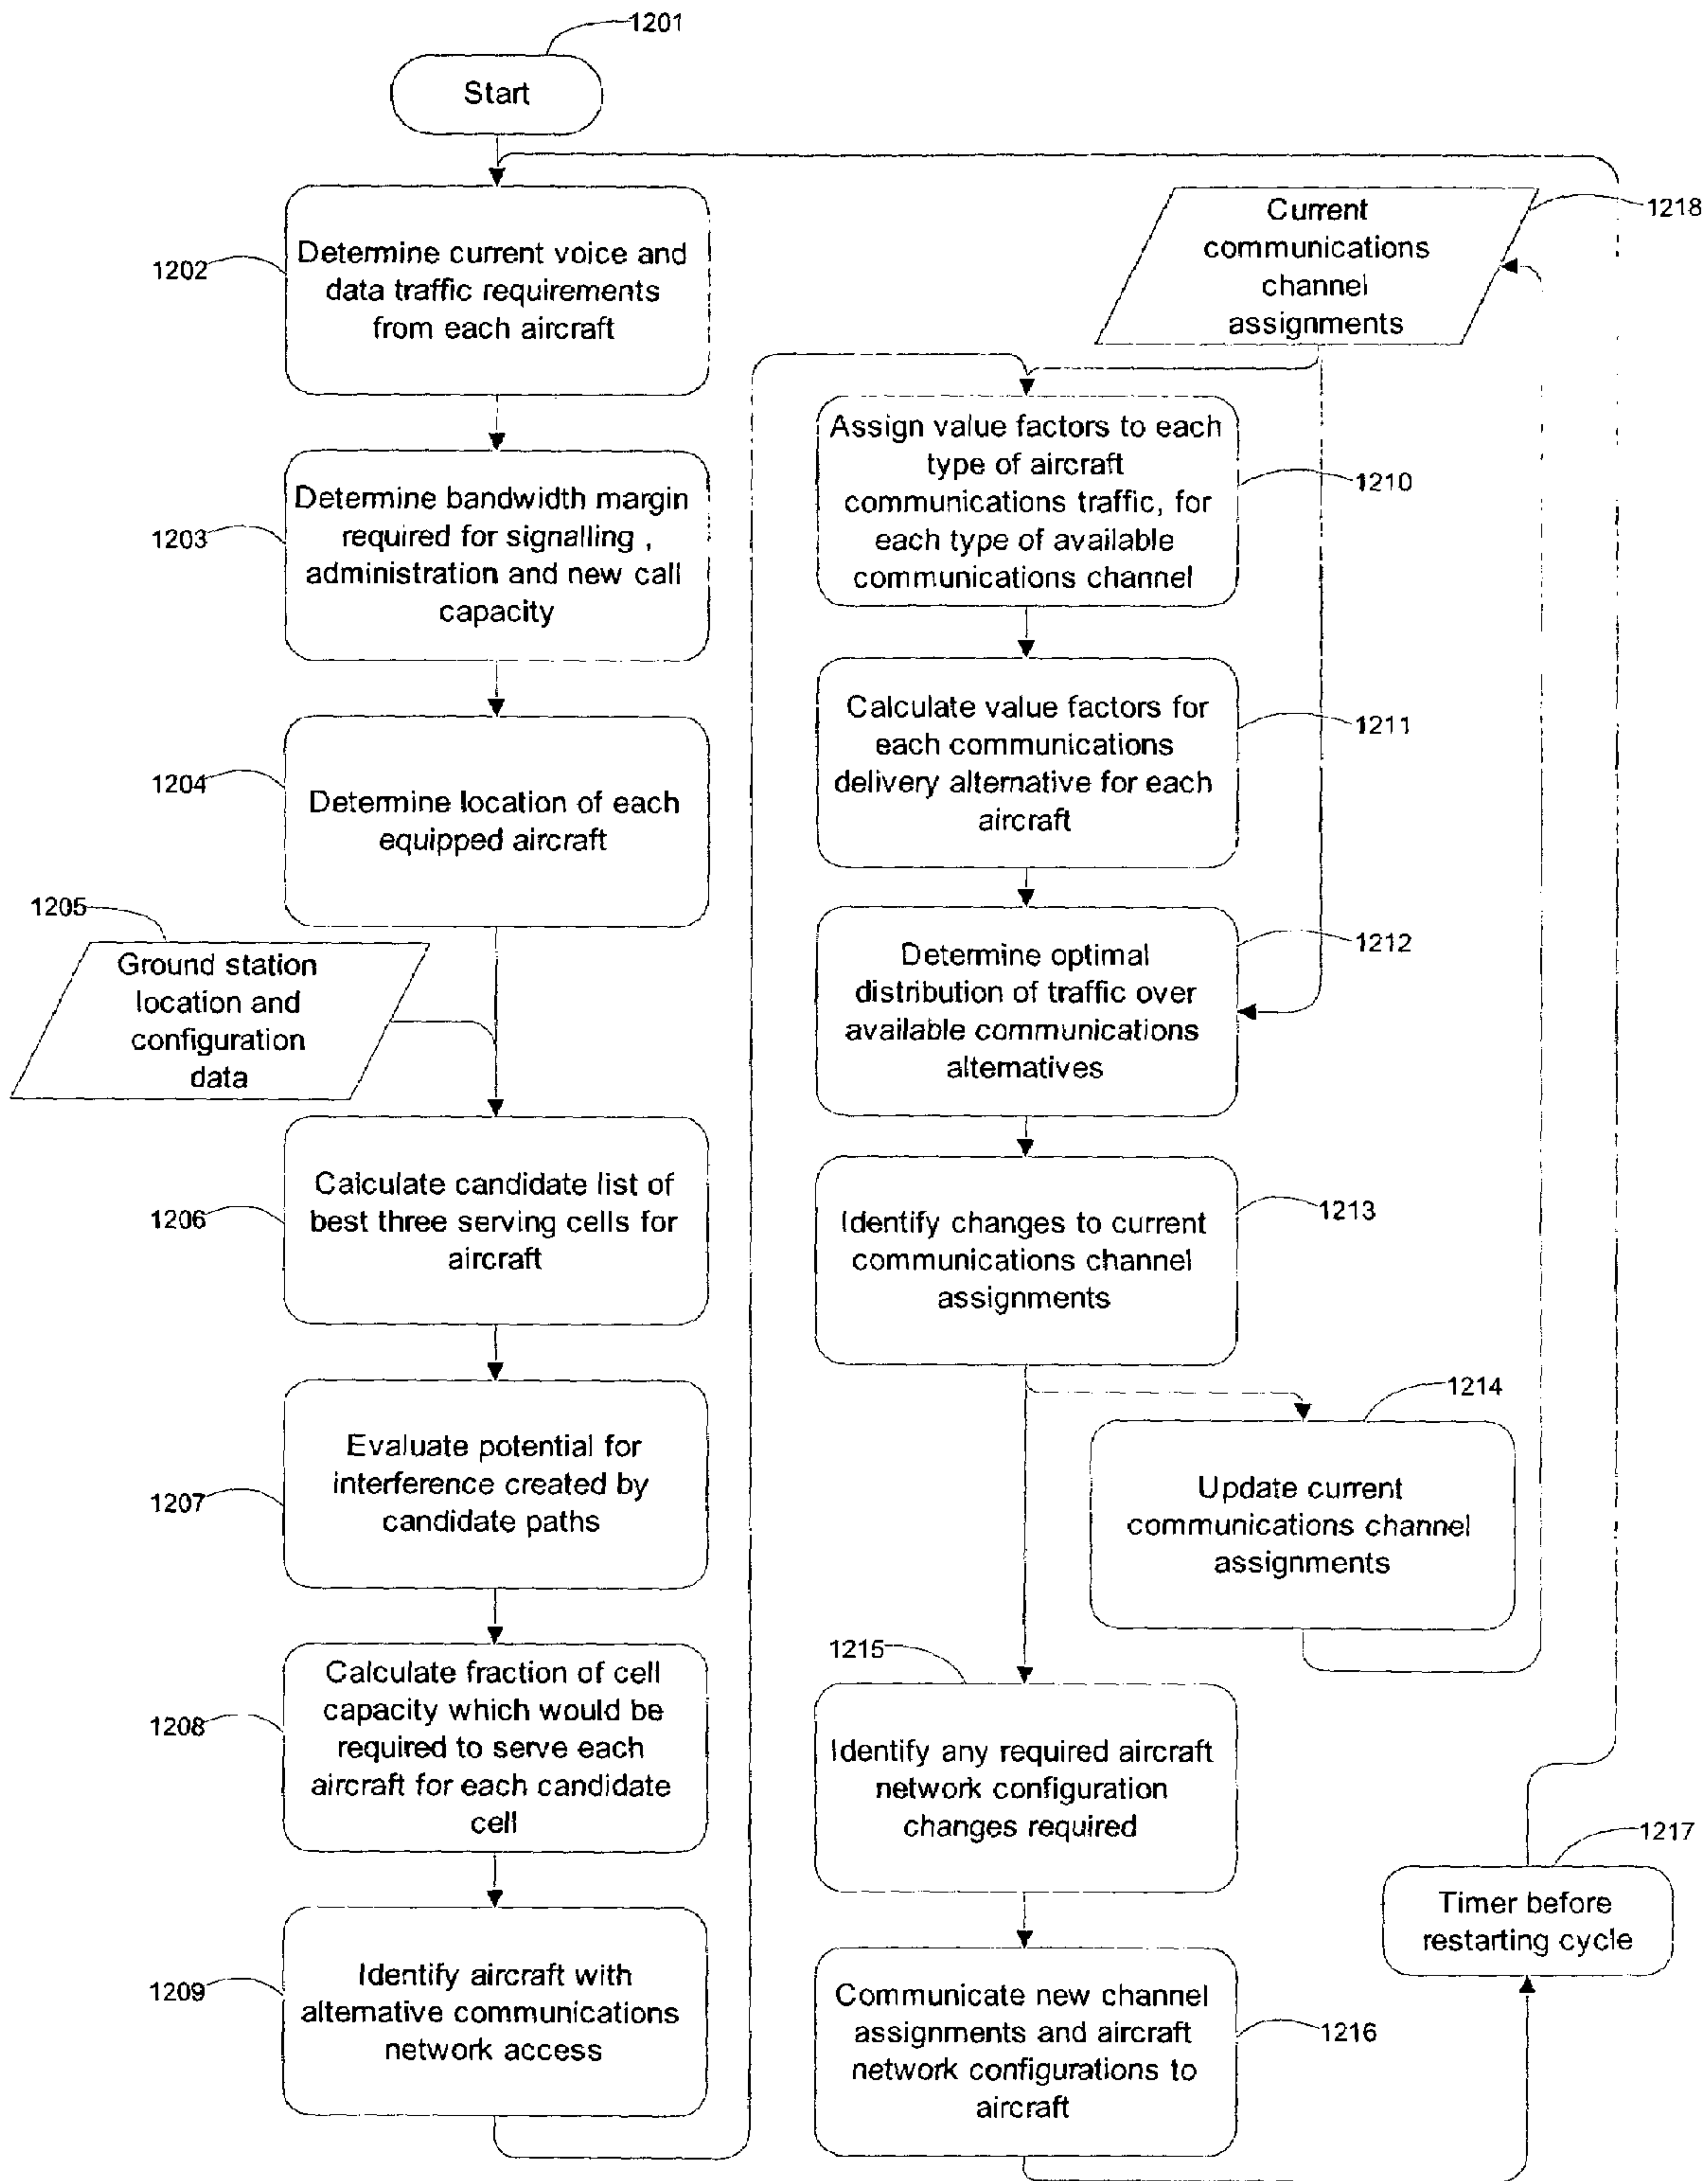 1201
Start
1202
Determine current voice and
data traffic requirements
from each aircraft
1203
Determine bandwidth margin
required for signalling ,
administration and new call
capacity
1204
Determine location of each
equipped aircraft
1205
Ground station
location and
configuration
data
1206
Calculate candidate list of
best three serving cells for
aircraft
1207
Evaluate potential for
interference created by
candidate paths
1208
Calculate fraction of cell
capacity which would be
required to serve each
aircraft for each candidate
cell
1209
Identify aircraft with
alternative communications
network access
1218
Current
communications
channel
assignments
Assign value factors to each
type of aircraft
communications traffic, for
each type of available
communications channel
1210
Calculate value factors for
each communications
delivery alternative for each
aircraft
1211
Determine optimal
distribution of traffic over
available communications
alternatives
1212
Identify changes to current
communications channel
assignments
1213
1214
Update current
communications channel
assignments
1215
Identify any required aircraft
network configuration
changes required
Communicate new channel
assignments and aircraft
network configurations to
aircraft
1216
1217
Timer before
restarting cycle